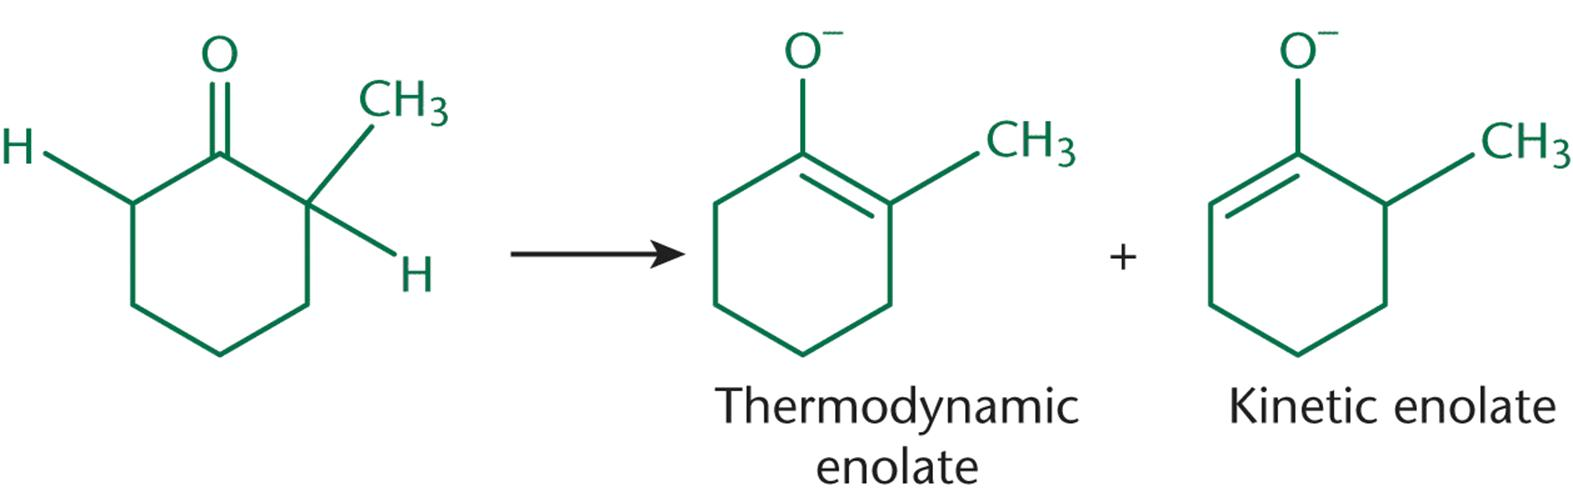 O
CH₃
H
H
O⁻
CH₃
+
O⁻
CH₃
Thermodynamic
enolate
Kinetic enolate